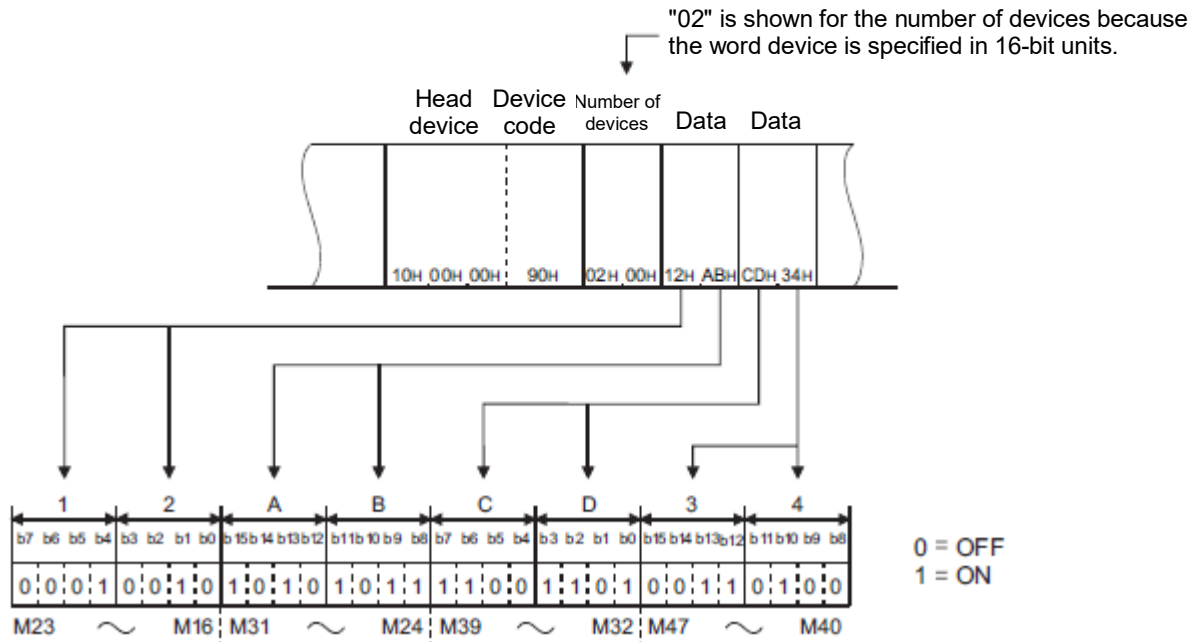 "02" is shown for the number of devices because
the word device is specified in 16-bit units.
Head device
Device code
Number of devices
Data
Data
10H 00H 00H 90H 02H 00H 12H ABH CDH 34H
1 2 A B C D 3 4
b7 b6 b5 b4 b3 b2 b1 b0 b15 b14 b13 b12 b11 b10 b9 b8 b7 b6 b5 b4 b3 b2 b1 b0 b15 b14 b13 b12 b11 b10 b9 b8
0 0 0 1 0 0 1 0 1 0 1 0 1 0 1 1 1 1 0 0 1 1 0 1 0 0 1 1 0 1 0 0
M23 ~ M16 M31 ~ M24 M39 ~ M32 M47 ~ M40
0 = OFF
1 = ON